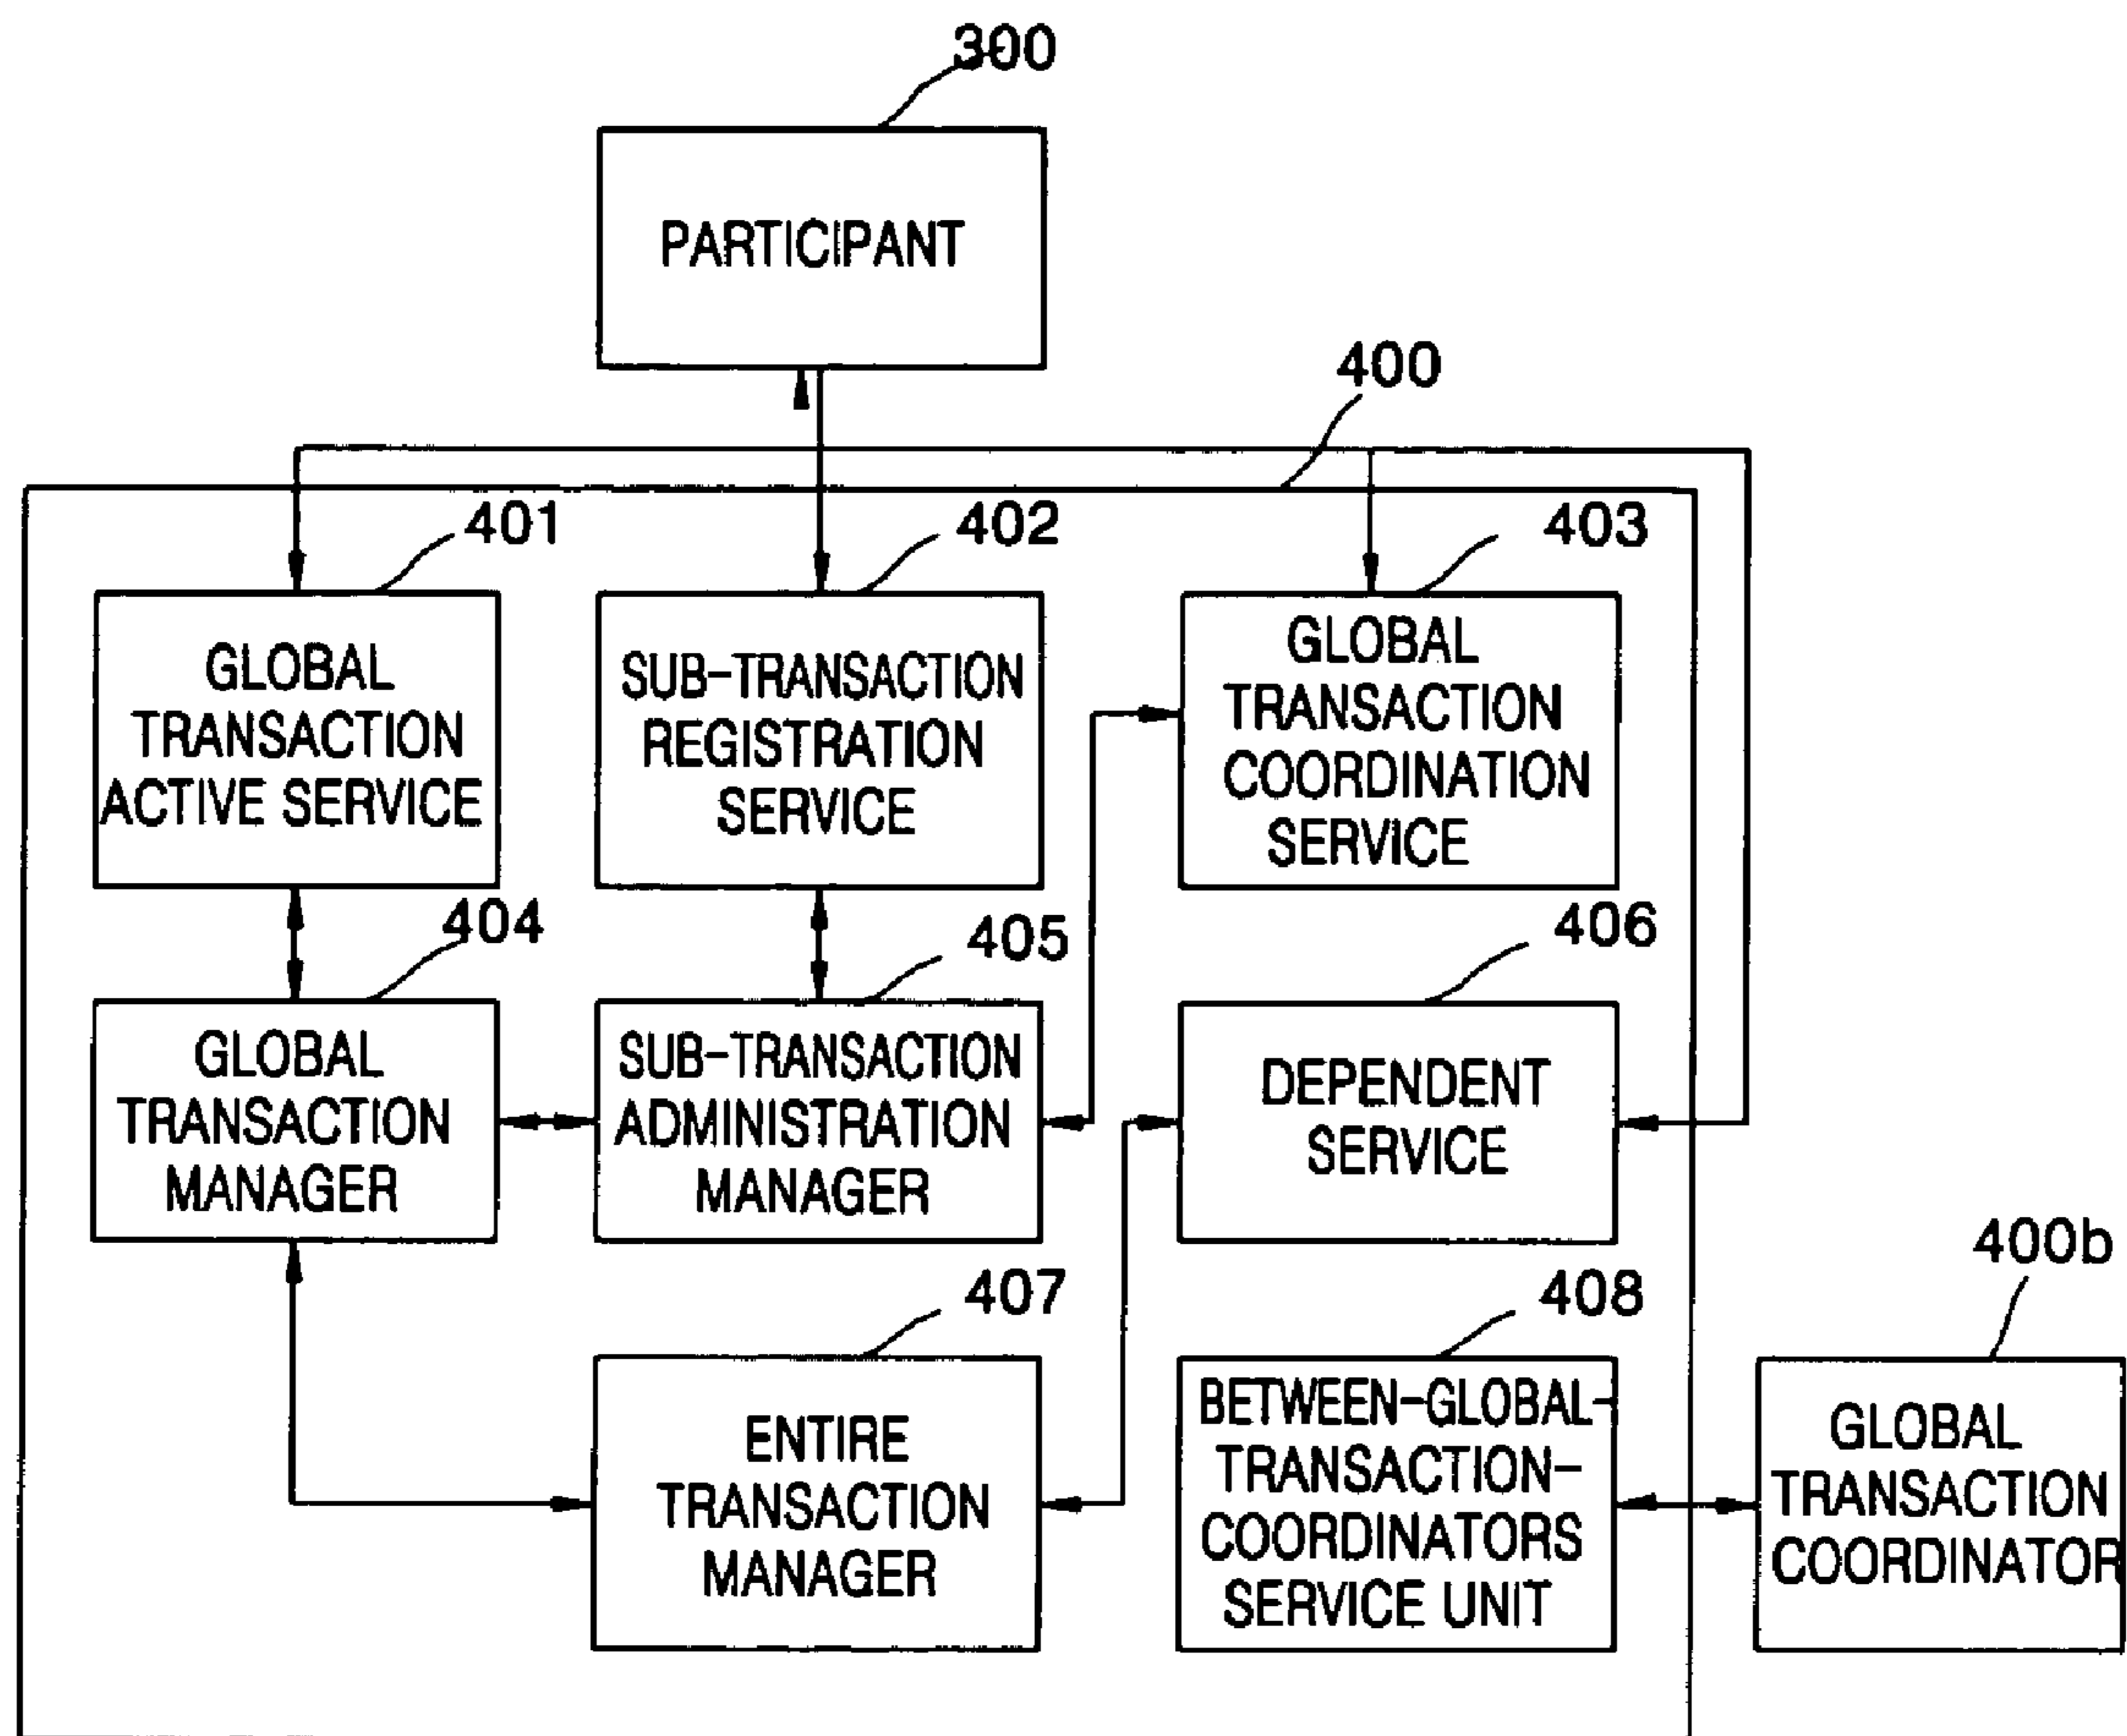 300
PARTICIPANT
400
401
402
403
GLOBAL
TRANSACTION
ACTIVE SERVICE
SUB-TRANSACTION
REGISTRATION
SERVICE
GLOBAL
TRANSACTION
COORDINATION
SERVICE
404
405
406
GLOBAL
TRANSACTION
MANAGER
SUB-TRANSACTION
ADMINISTRATION
MANAGER
DEPENDENT
SERVICE
407
408
400b
ENTIRE
TRANSACTION
MANAGER
BETWEEN-GLOBAL-
TRANSACTION-
COORDINATORS
SERVICE UNIT
GLOBAL
TRANSACTION
COORDINATOR